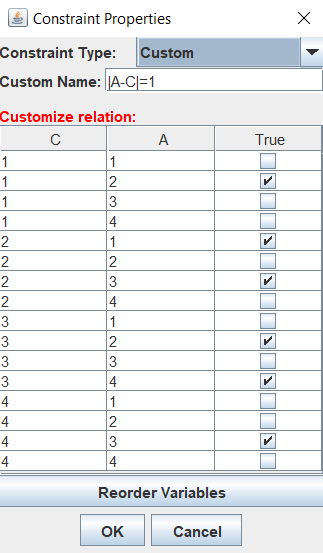 Constraint Properties
Constraint Type: Custom
Custom Name: |A-C|=1
Customize relation:
C A True
1 1
1 2
1 3
1 4
2 1
2 2
2 3
2 4
3 1
3 2
3 3
3 4
4 1
4 2
4 3
4 4
Reorder Variables
OK Cancel